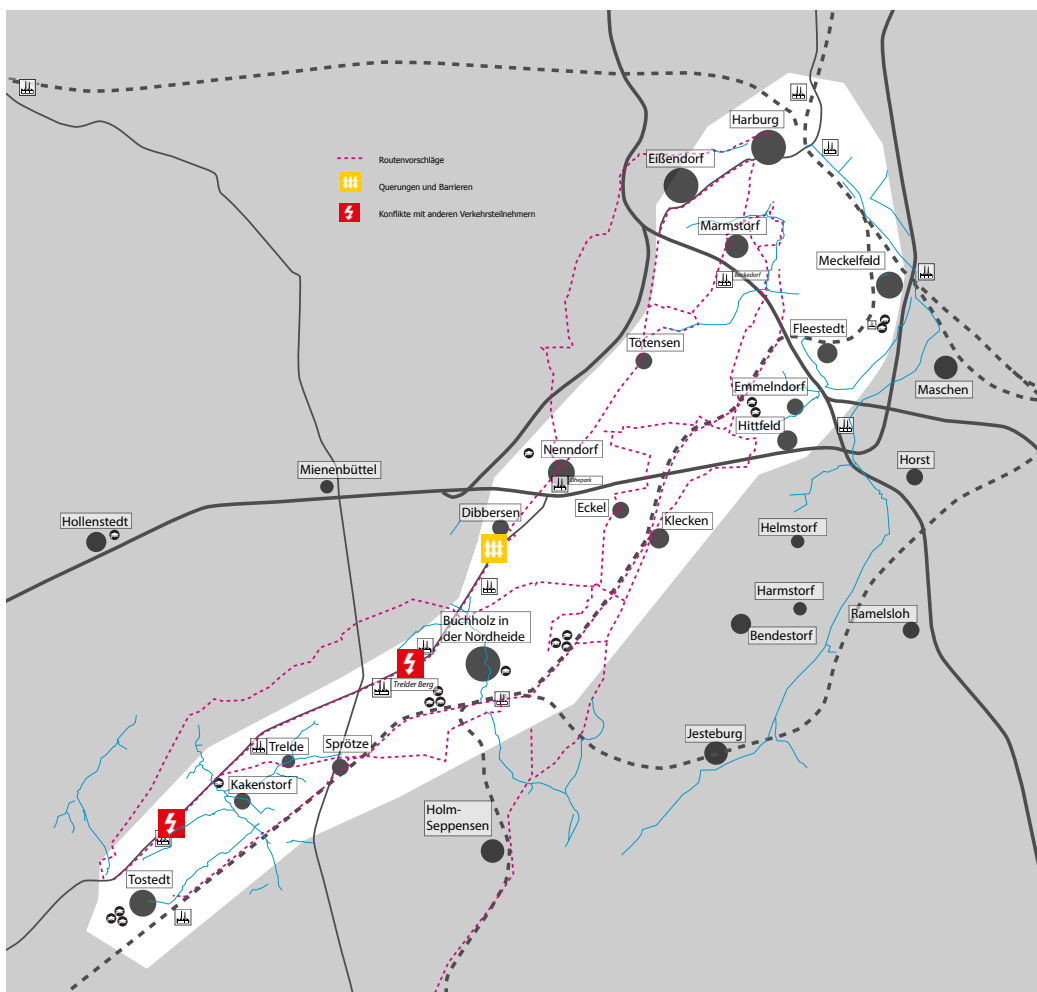 Harburg
Eißendorf
Routenvorschläge
Querungen und Barrieren
Konflikte mit anderen Verkehrsteilnehmern
Marmstorf
Meckelfeld
Beckedorf
Fleestedt
Tötensen
Maschen
Emmelndorf
Hittfeld
Nenndorf
Mienenbüttel
Horst
Ehepark
Dibbersen
Eckel
Klecken
Hollenstedt
Helmstorf
Harmstorf
Ramelsloh
Buchholz in
der Nordheide
Bendestorf
Trelder Berg
Jesteburg
Trelde
Sprötze
Kakenstorf
Holm-
Seppensen
Tostedt